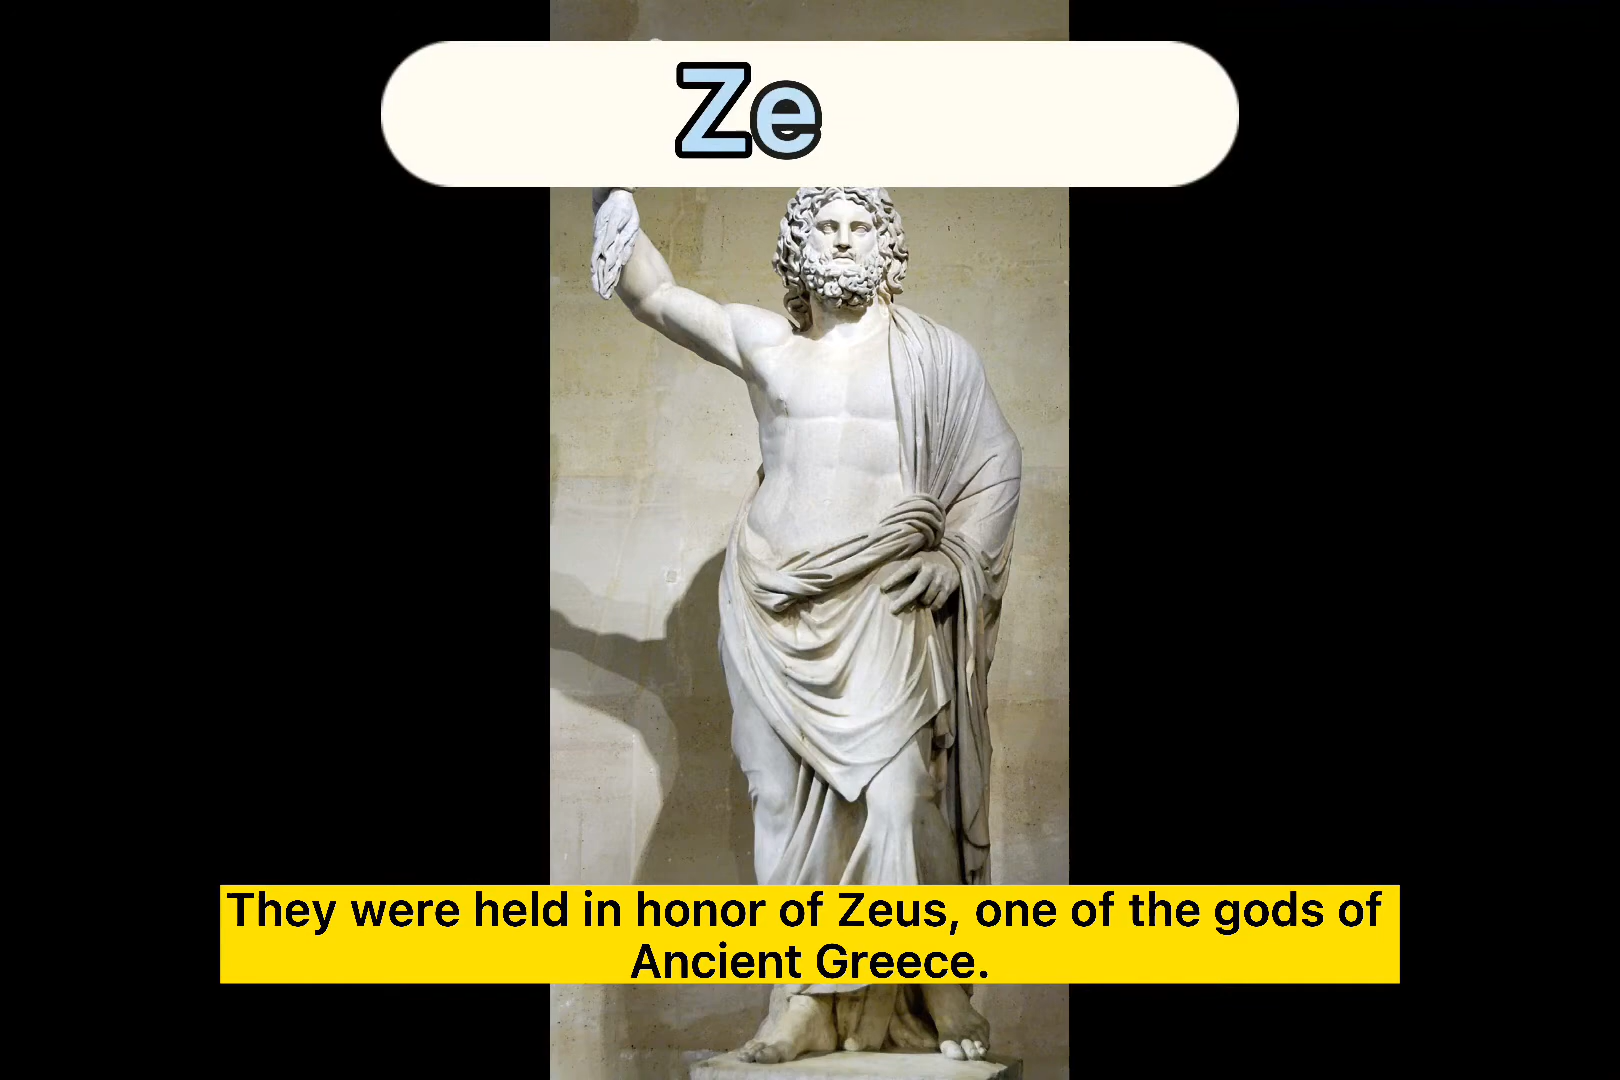 Ze
They were held in honor of Zeus, one of the gods of
Ancient Greece.